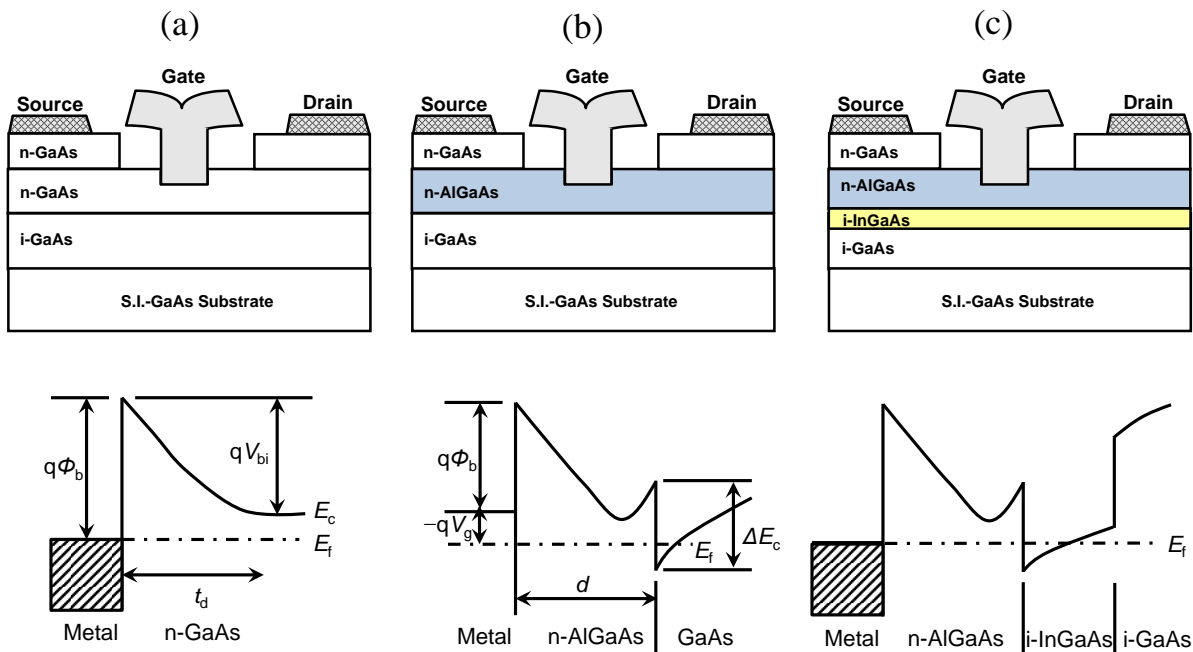 (a)
(b)
(c)
Gate
Source
Drain
n-GaAs
n-GaAs
i-GaAs
S.I.-GaAs Substrate
Gate
Source
Drain
n-GaAs
n-AlGaAs
i-GaAs
S.I.-GaAs Substrate
Gate
Source
Drain
n-GaAs
n-AlGaAs
i-InGaAs
i-GaAs
S.I.-GaAs Substrate
qΦb
qVbi
Ec
Ef
td
Metal
n-GaAs
qΦb
−qVg
Ef
ΔEc
d
Metal
n-AlGaAs
GaAs
Ef
Metal
n-AlGaAs
i-InGaAs
i-GaAs